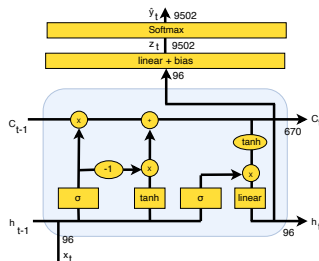 ŷt 9502
Softmax
zt 9502
linear + bias
96
Ct-1 x + C
670
tanh
-1 x x
σ tanh σ linear
ht-1 ht
96 96
xt